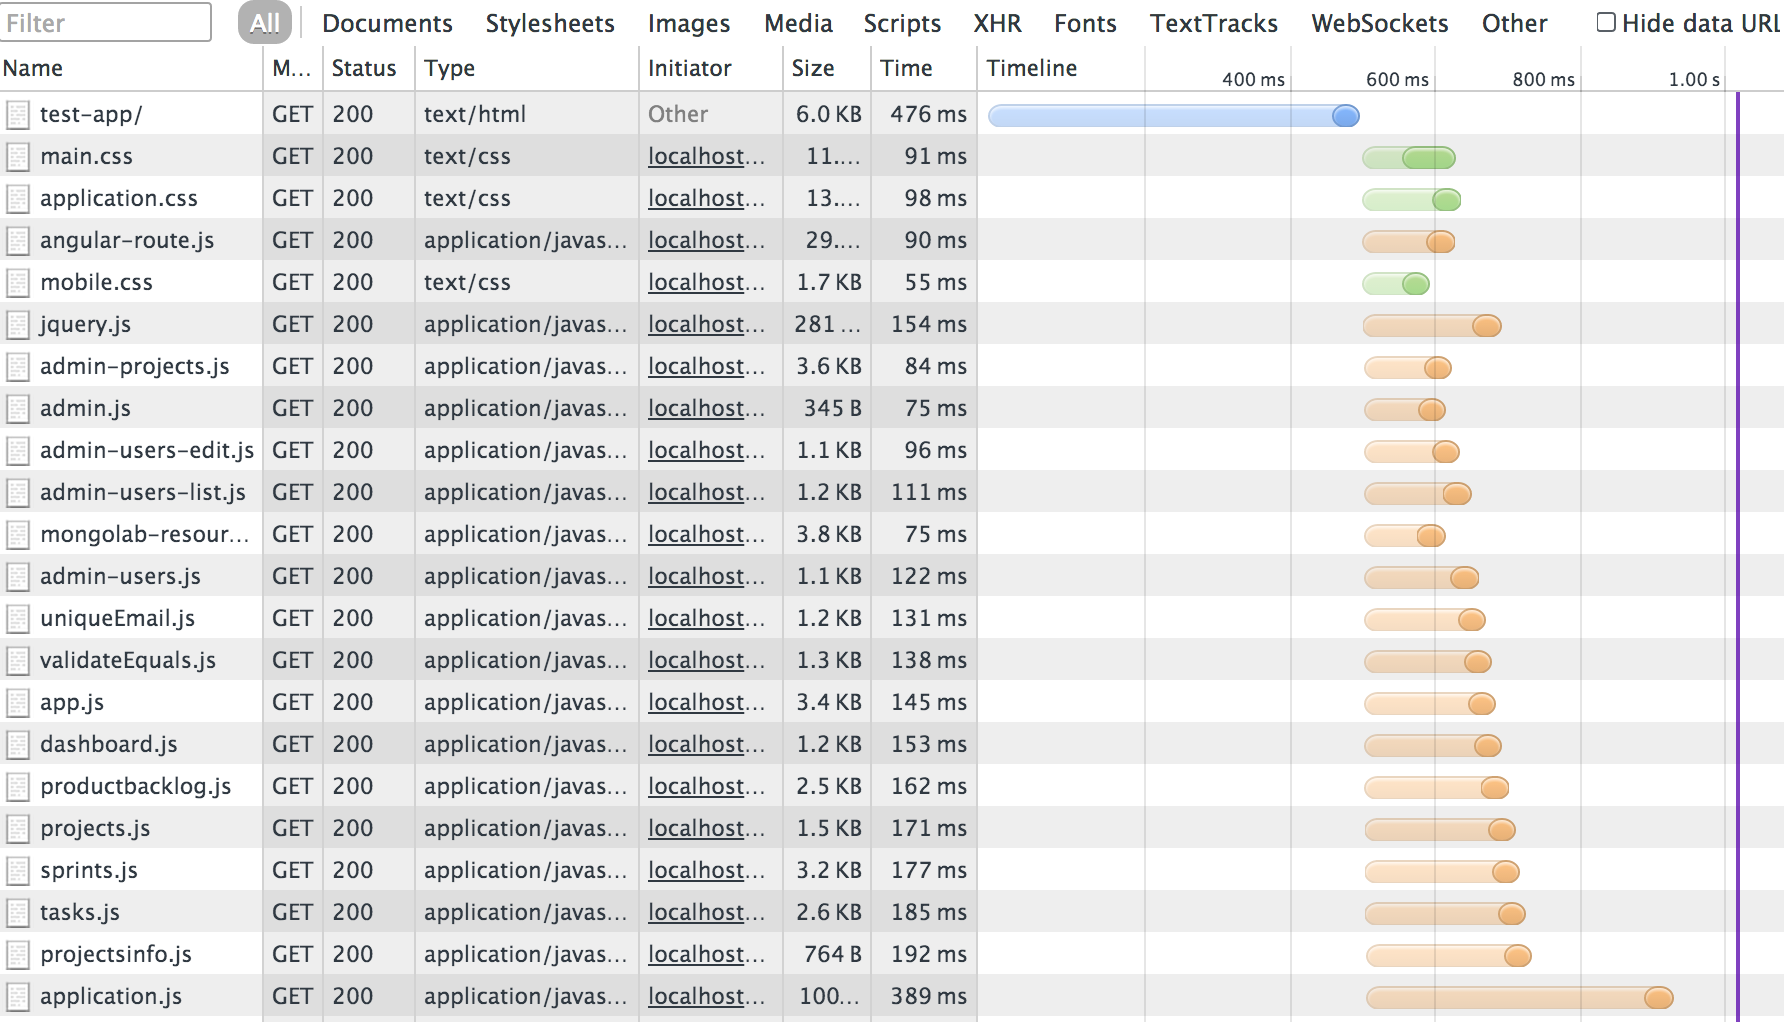 Filter All Documents Stylesheets Images Media Scripts XHR Fonts TextTracks WebSockets Other Hide data URL
Name M... Status Type Initiator Size Time Timeline 400 ms 600 ms 800 ms 1.00 s
test-app/ GET 200 text/html Other 6.0 KB 476 ms
main.css GET 200 text/css localhost... 11.... 91 ms
application.css GET 200 text/css localhost... 13.... 98 ms
angular-route.js GET 200 application/javas... localhost... 29.... 90 ms
mobile.css GET 200 text/css localhost... 1.7 KB 55 ms
jquery.js GET 200 application/javas... localhost... 281 ... 154 ms
admin-projects.js GET 200 application/javas... localhost... 3.6 KB 84 ms
admin.js GET 200 application/javas... localhost... 345 B 75 ms
admin-users-edit.js GET 200 application/javas... localhost... 1.1 KB 96 ms
admin-users-list.js GET 200 application/javas... localhost... 1.2 KB 111 ms
mongolab-resour... GET 200 application/javas... localhost... 3.8 KB 75 ms
admin-users.js GET 200 application/javas... localhost... 1.1 KB 122 ms
uniqueEmail.js GET 200 application/javas... localhost... 1.2 KB 131 ms
validateEquals.js GET 200 application/javas... localhost... 1.3 KB 138 ms
app.js GET 200 application/javas... localhost... 3.4 KB 145 ms
dashboard.js GET 200 application/javas... localhost... 1.2 KB 153 ms
productbacklog.js GET 200 application/javas... localhost... 2.5 KB 162 ms
projects.js GET 200 application/javas... localhost... 1.5 KB 171 ms
sprints.js GET 200 application/javas... localhost... 3.2 KB 177 ms
tasks.js GET 200 application/javas... localhost... 2.6 KB 185 ms
projectsinfo.js GET 200 application/javas... localhost... 764 B 192 ms
application.js GET 200 application/javas... localhost... 100... 389 ms